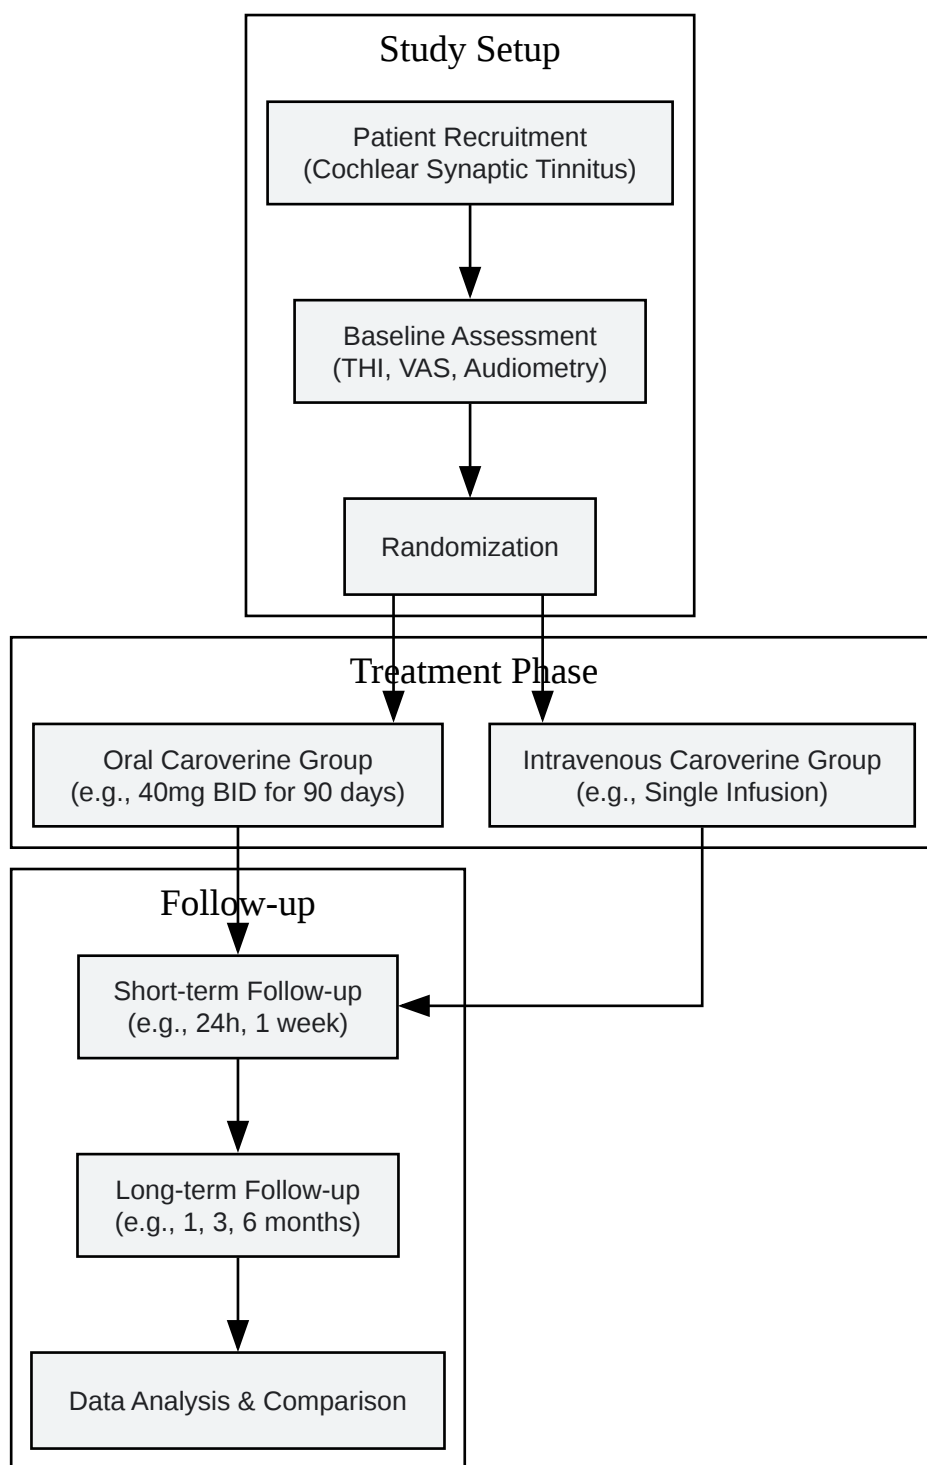 Study Setup
Patient Recruitment
(Cochlear Synaptic Tinnitus)
Baseline Assessment
(THI, VAS, Audiometry)
Randomization
Treatment Phase
Oral Caroverine Group
(e.g., 40mg BID for 90 days)
Intravenous Caroverine Group
(e.g., Single Infusion)
Follow-up
Short-term Follow-up
(e.g., 24h, 1 week)
Long-term Follow-up
(e.g., 1, 3, 6 months)
Data Analysis & Comparison